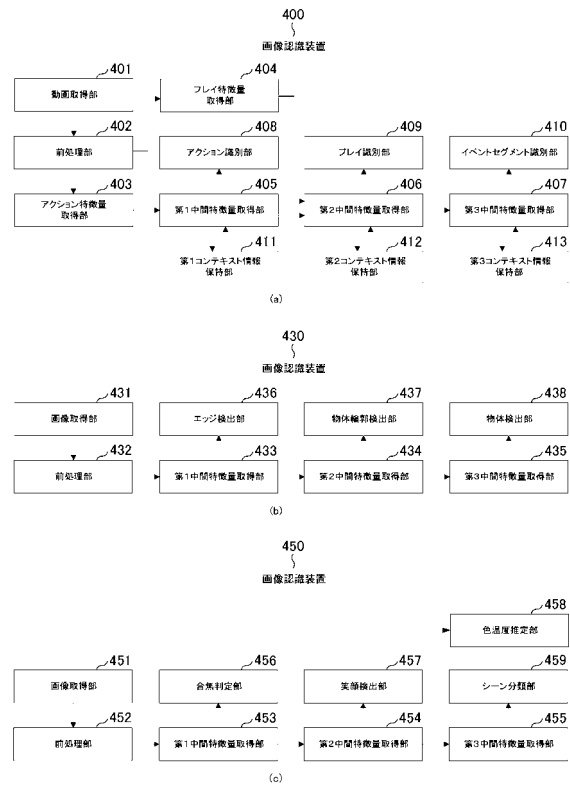 400
画像認識装置
401
動画取得部
404
プレイ特徴量
取得部
402
前処理部
408
アクション識別部
409
プレイ識別部
410
イベントセグメント識別部
403
アクション特徴量
取得部
405
第1中間特徴量取得部
406
第2中間特徴量取得部
407
第3中間特徴量取得部
411
第1コンテキスト情報
保持部
412
第2コンテキスト情報
保持部
413
第3コンテキスト情報
保持部
(a)
430
画像認識装置
431
画像取得部
436
エッジ検出部
437
物体輪郭検出部
438
物体検出部
432
前処理部
433
第1中間特徴量取得部
434
第2中間特徴量取得部
435
第3中間特徴量取得部
(b)
450
画像認識装置
458
色温度推定部
451
画像取得部
456
合焦判定部
457
笑顔検出部
459
シーン分類部
452
前処理部
453
第1中間特徴量取得部
454
第2中間特徴量取得部
455
第3中間特徴量取得部
(c)